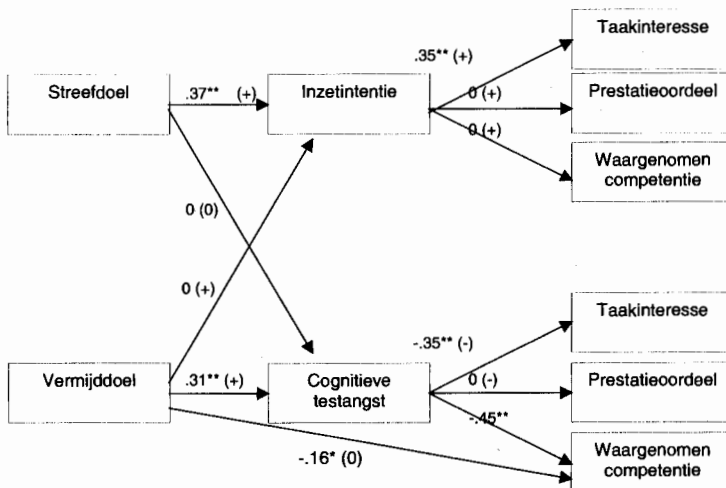 Taakinteresse
.35** (+)
Streefdoel
.37** (+)
Inzetintentie
0 (+)
Prestatieoordeel
0 (+)
Waargenomen
competentie
0 (0)
0 (+)
Taakinteresse
-.35** (-)
Vermijddoel
.31** (+)
Cognitieve
testangst
0 (-)
Prestatieoordeel
-.45**
-.16* (0)
Waargenomen
competentie